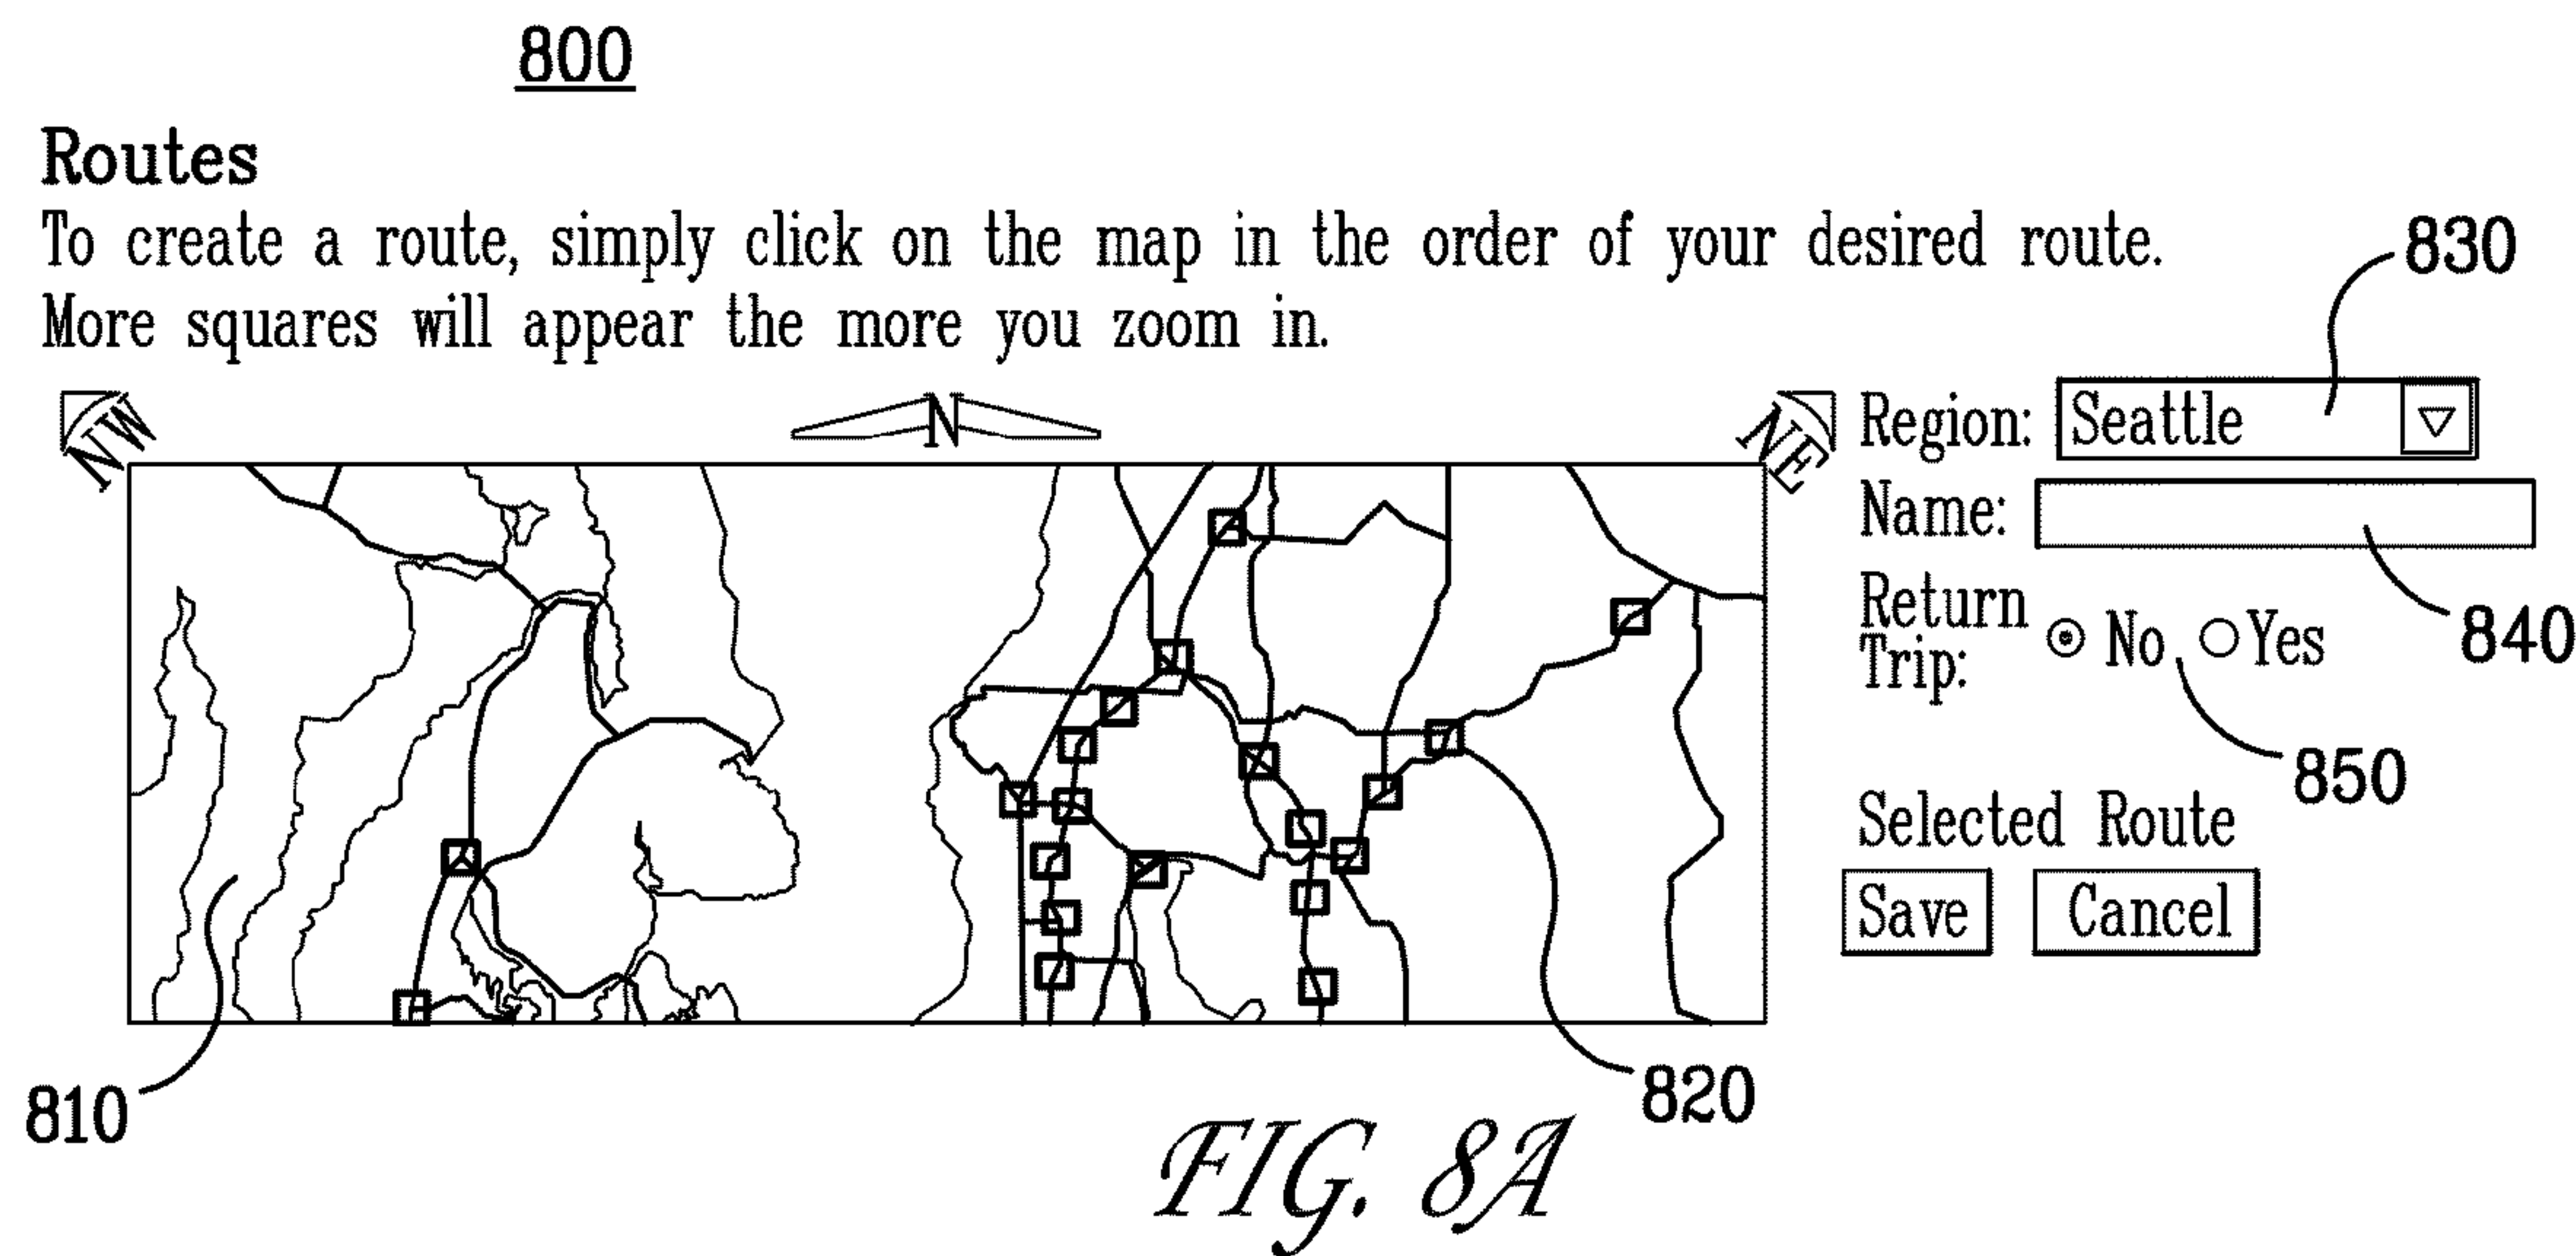 800
Routes
To create a route, simply click on the map in the order of your desired route.
More squares will appear the more you zoom in.
830
NW
N
NE
Region: Seattle
Name:
840
Return
Trip:
No Yes
850
Selected Route
Save Cancel
810
820
FIG. 8A